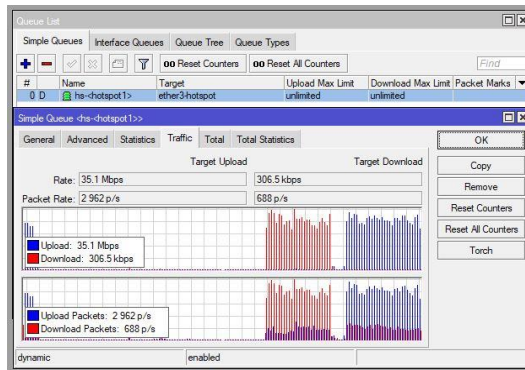 Queue List
Simple Queues Interface Queues Queue Tree Queue Types
00 Reset Counters 00 Reset All Counters Find
# Name Target Upload Max Limit Download Max Limit Packet Marks
0 D hs-<hotspot1> ether3-hotspot unlimited unlimited
Simple Queue <hs-<hotspot1>>
General Advanced Statistics Traffic Total Total Statistics OK
Target Upload Target Download Copy
Rate: 35.1 Mbps 306.5 kbps
Remove
Packet Rate: 2 962 p/s 688 p/s
Reset Counters
Reset All Counters
Upload: 35.1 Mbps
Download: 306.5 kbps
Torch
Upload Packets: 2 962 p/s
Download Packets: 688 p/s
dynamic enabled